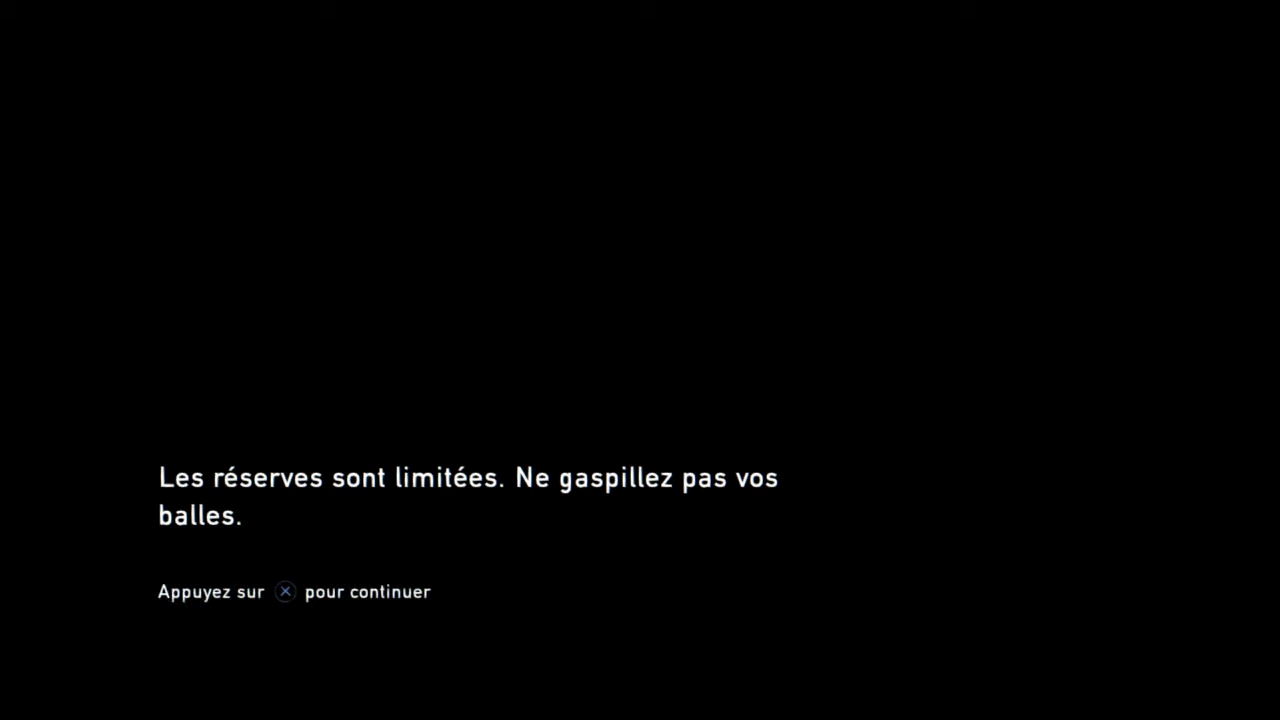 Les réserves sont limitées. Ne gaspillez pas vos
balles.
Appuyez sur ⓧ pour continuer